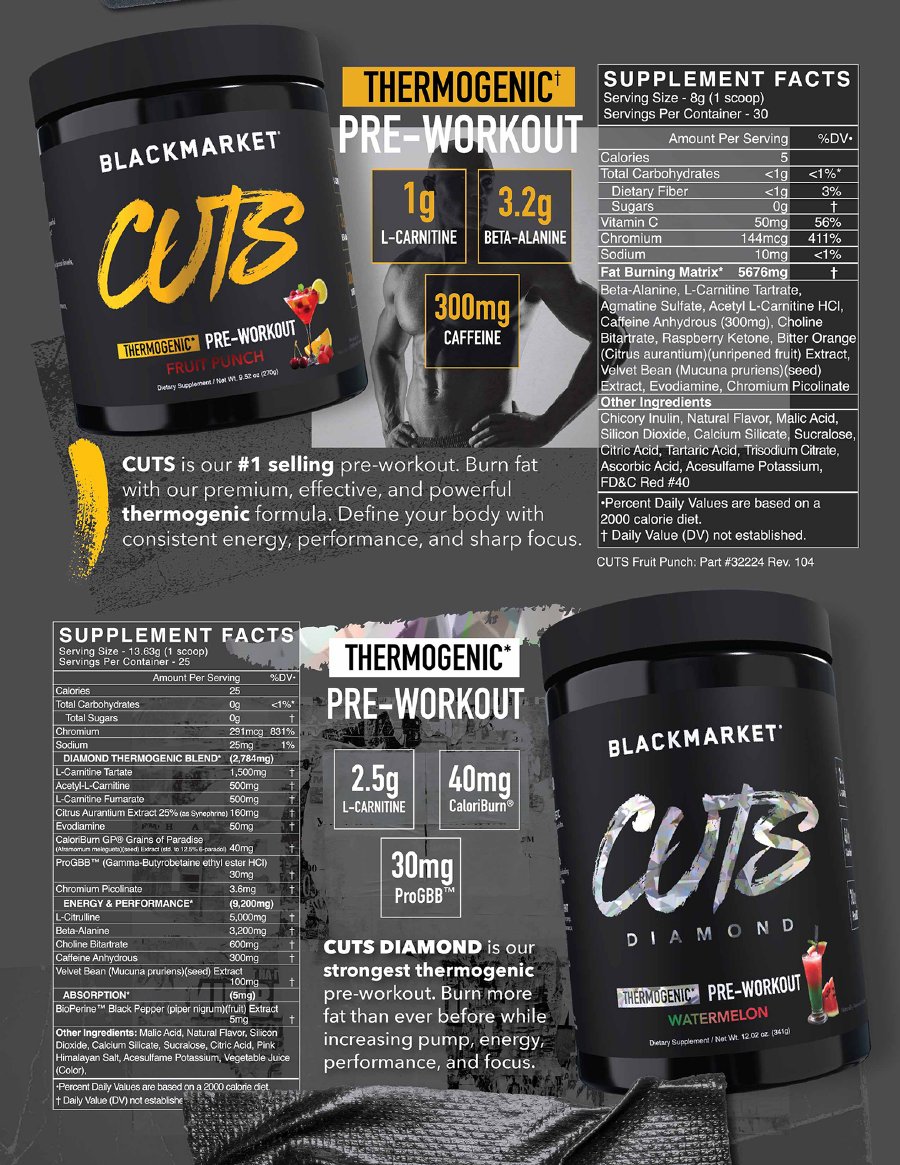 BLACKMARKET
CUTS
THERMOGENIC* PRE-WORKOUT
FRUIT PUNCH
Dietary Supplement / Net Wt. 9.52 oz (270g)
THERMOGENIC†
PRE-WORKOUT
1g
L-CARNITINE
3.2g
BETA-ALANINE
300mg
CAFFEINE
CUTS is our #1 selling pre-workout. Burn fat
with our premium, effective, and powerful
thermogenic formula. Define your body with
consistent energy, performance, and sharp focus.
SUPPLEMENT FACTS
Serving Size - 8g (1 scoop)
Servings Per Container - 30
Amount Per Serving %DV•
Calories 5
Total Carbohydrates <1g <1%*
Dietary Fiber <1g 3%
Sugars 0g †
Vitamin C 50mg 56%
Chromium 144mcg 411%
Sodium 10mg <1%
Fat Burning Matrix* 5676mg †
Beta-Alanine, L-Carnitine Tartrate,
Agmatine Sulfate, Acetyl L-Carnitine HCl,
Caffeine Anhydrous (300mg), Choline
Bitartrate, Raspberry Ketone, Bitter Orange
(Citrus aurantium)(unripened fruit) Extract,
Velvet Bean (Mucuna pruriens)(seed)
Extract, Evodiamine, Chromium Picolinate
Other Ingredients
Chicory Inulin, Natural Flavor, Malic Acid,
Silicon Dioxide, Calcium Silicate, Sucralose,
Citric Acid, Tartaric Acid, Trisodium Citrate,
Ascorbic Acid, Acesulfame Potassium,
FD&C Red #40
•Percent Daily Values are based on a
2000 calorie diet.
† Daily Value (DV) not established.
CUTS Fruit Punch: Part #32224 Rev. 104
SUPPLEMENT FACTS
Serving Size - 13.63g (1 scoop)
Servings Per Container - 25
Amount Per Serving %DV•
Calories 25
Total Carbohydrates 0g <1%*
Total Sugars 0g †
Chromium 291mcg 831%
Sodium 25mg 1%
DIAMOND THERMOGENIC BLEND* (2,784mg)
L-Carnitine Tartate 1,500mg †
Acetyl-L-Carnitine 500mg †
L-Carnitine Fumarate 500mg †
Citrus Aurantium Extract 25% (as Synephrine) 160mg †
Evodiamine 50mg †
CaloriBurn GP® Grains of Paradise
(Aframomum melegueta)(seed) Extract (std. to 12.5% 6-paradol) 40mg †
ProGBB™ (Gamma-Butyrobetaine ethyl ester HCl)
30mg †
Chromium Picolinate 3.6mg †
ENERGY & PERFORMANCE* (9,200mg)
L-Citrulline 5,000mg †
Beta-Alanine 3,200mg †
Choline Bitartrate 600mg †
Caffeine Anhydrous 300mg †
Velvet Bean (Mucuna pruriens)(seed) Extract
100mg †
ABSORPTION* (5mg)
BioPerine™ Black Pepper (piper nigrum)(fruit) Extract
5mg †
Other Ingredients: Malic Acid, Natural Flavor, Silicon
Dioxide, Calcium Silicate, Sucralose, Citric Acid, Pink
Himalayan Salt, Acesulfame Potassium, Vegetable Juice
(Color).
•Percent Daily Values are based on a 2000 calorie diet.
† Daily Value (DV) not establishe
THERMOGENIC*
PRE-WORKOUT
2.5g
L-CARNITINE
40mg
CaloriBurn®
30mg
ProGBB™
CUTS DIAMOND is our
strongest thermogenic
pre-workout. Burn more
fat than ever before while
increasing pump, energy,
performance, and focus.
BLACKMARKET
CUTS
DIAMOND
THERMOGENIC* PRE-WORKOUT
WATERMELON
Dietary Supplement / Net Wt. 12.02 oz. (341g)